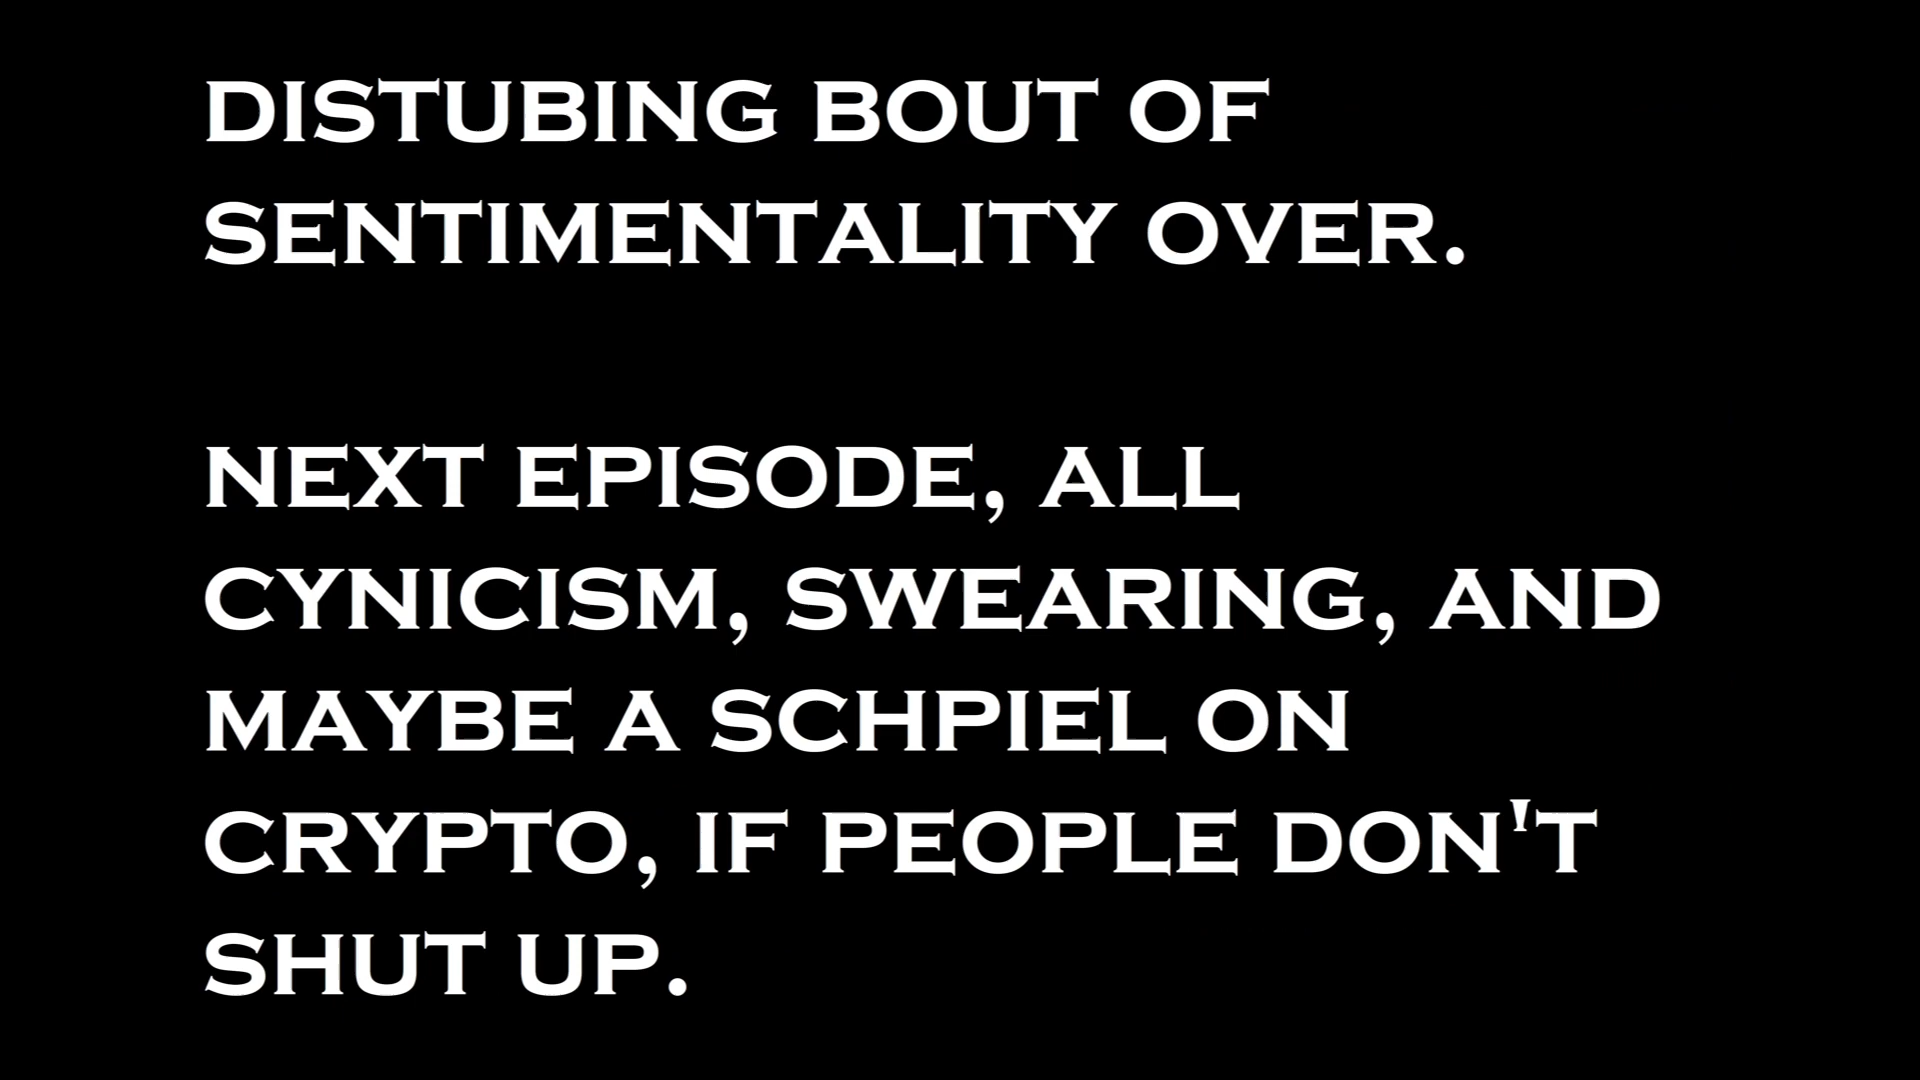 DISTUBING BOUT OF
SENTIMENTALITY OVER.
NEXT EPISODE, ALL
CYNICISM, SWEARING, AND
MAYBE A SCHPIEL ON
CRYPTO, IF PEOPLE DON'T
SHUT UP.